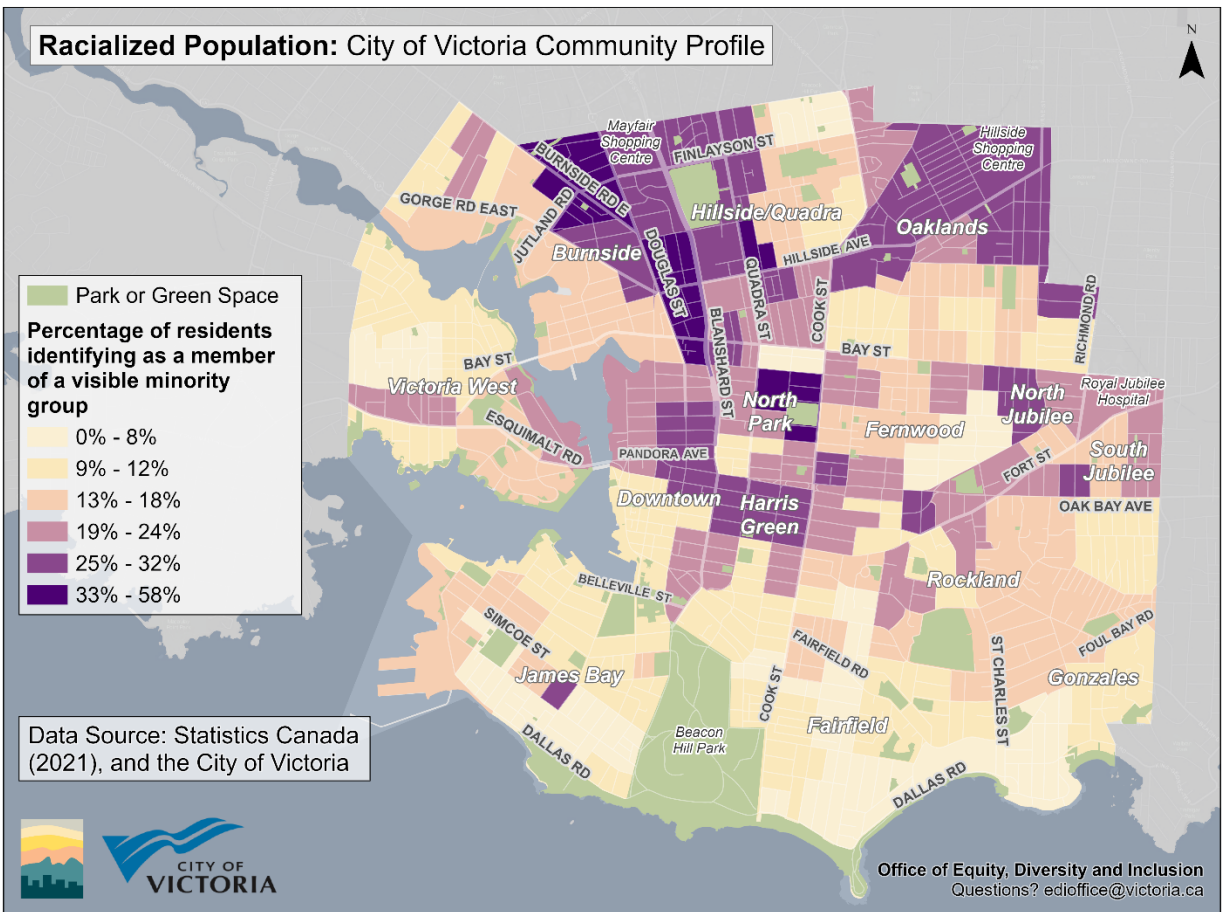 Racialized Population: City of Victoria Community Profile
N
Mayfair
Shopping
Centre
FINLAYSON ST
Hillside
Shopping
Centre
BURNSIDE RD E
GORGE RD EAST
JUTLAND RD
Hillside/Quadra
Oaklands
Burnside
DOUGLAS ST
HILLSIDE AVE
QUADRA ST
COOK ST
RICHMOND RD
Park or Green Space
Percentage of residents
identifying as a member
of a visible minority
group
0% - 8%
9% - 12%
13% - 18%
19% - 24%
25% - 32%
33% - 58%
BLANSHARD ST
BAY ST
BAY ST
Victoria West
North
Park
North
Jubilee
Royal Jubilee
Hospital
ESQUIMALT RD
Fernwood
PANDORA AVE
FORT ST
South
Jubilee
Downtown
Harris
Green
OAK BAY AVE
BELLEVILLE ST
Rockland
SIMCOE ST
FAIRFIELD RD
FOUL BAY RD
ST CHARLES ST
James Bay
COOK ST
Gonzales
Fairfield
Beacon
Hill Park
DALLAS RD
DALLAS RD
Data Source: Statistics Canada
(2021), and the City of Victoria
CITY OF
VICTORIA
Office of Equity, Diversity and Inclusion
Questions? edioffice@victoria.ca